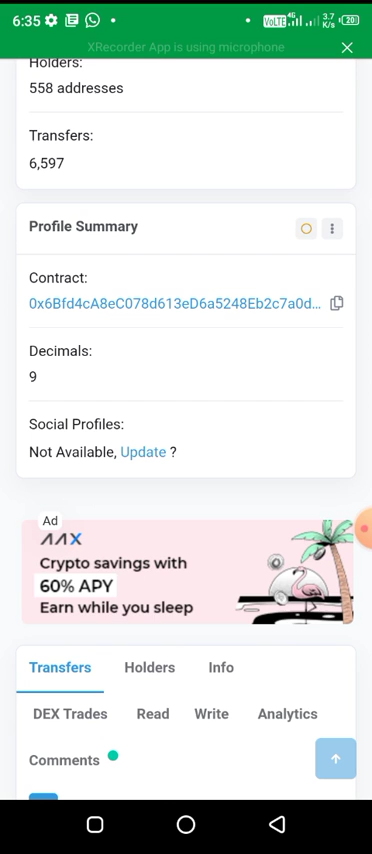 6:35
VoLTE 4G 3.7 K/s 20
XRecorder App is using microphone
Holders:
558 addresses
Transfers:
6,597
Profile Summary
Contract:
0x6Bfd4cA8eC078d613eD6a5248Eb2c7a0d...
Decimals:
9
Social Profiles:
Not Available, Update ?
Ad
AAX
Crypto savings with
60% APY
Earn while you sleep
Transfers Holders Info
DEX Trades Read Write Analytics
Comments